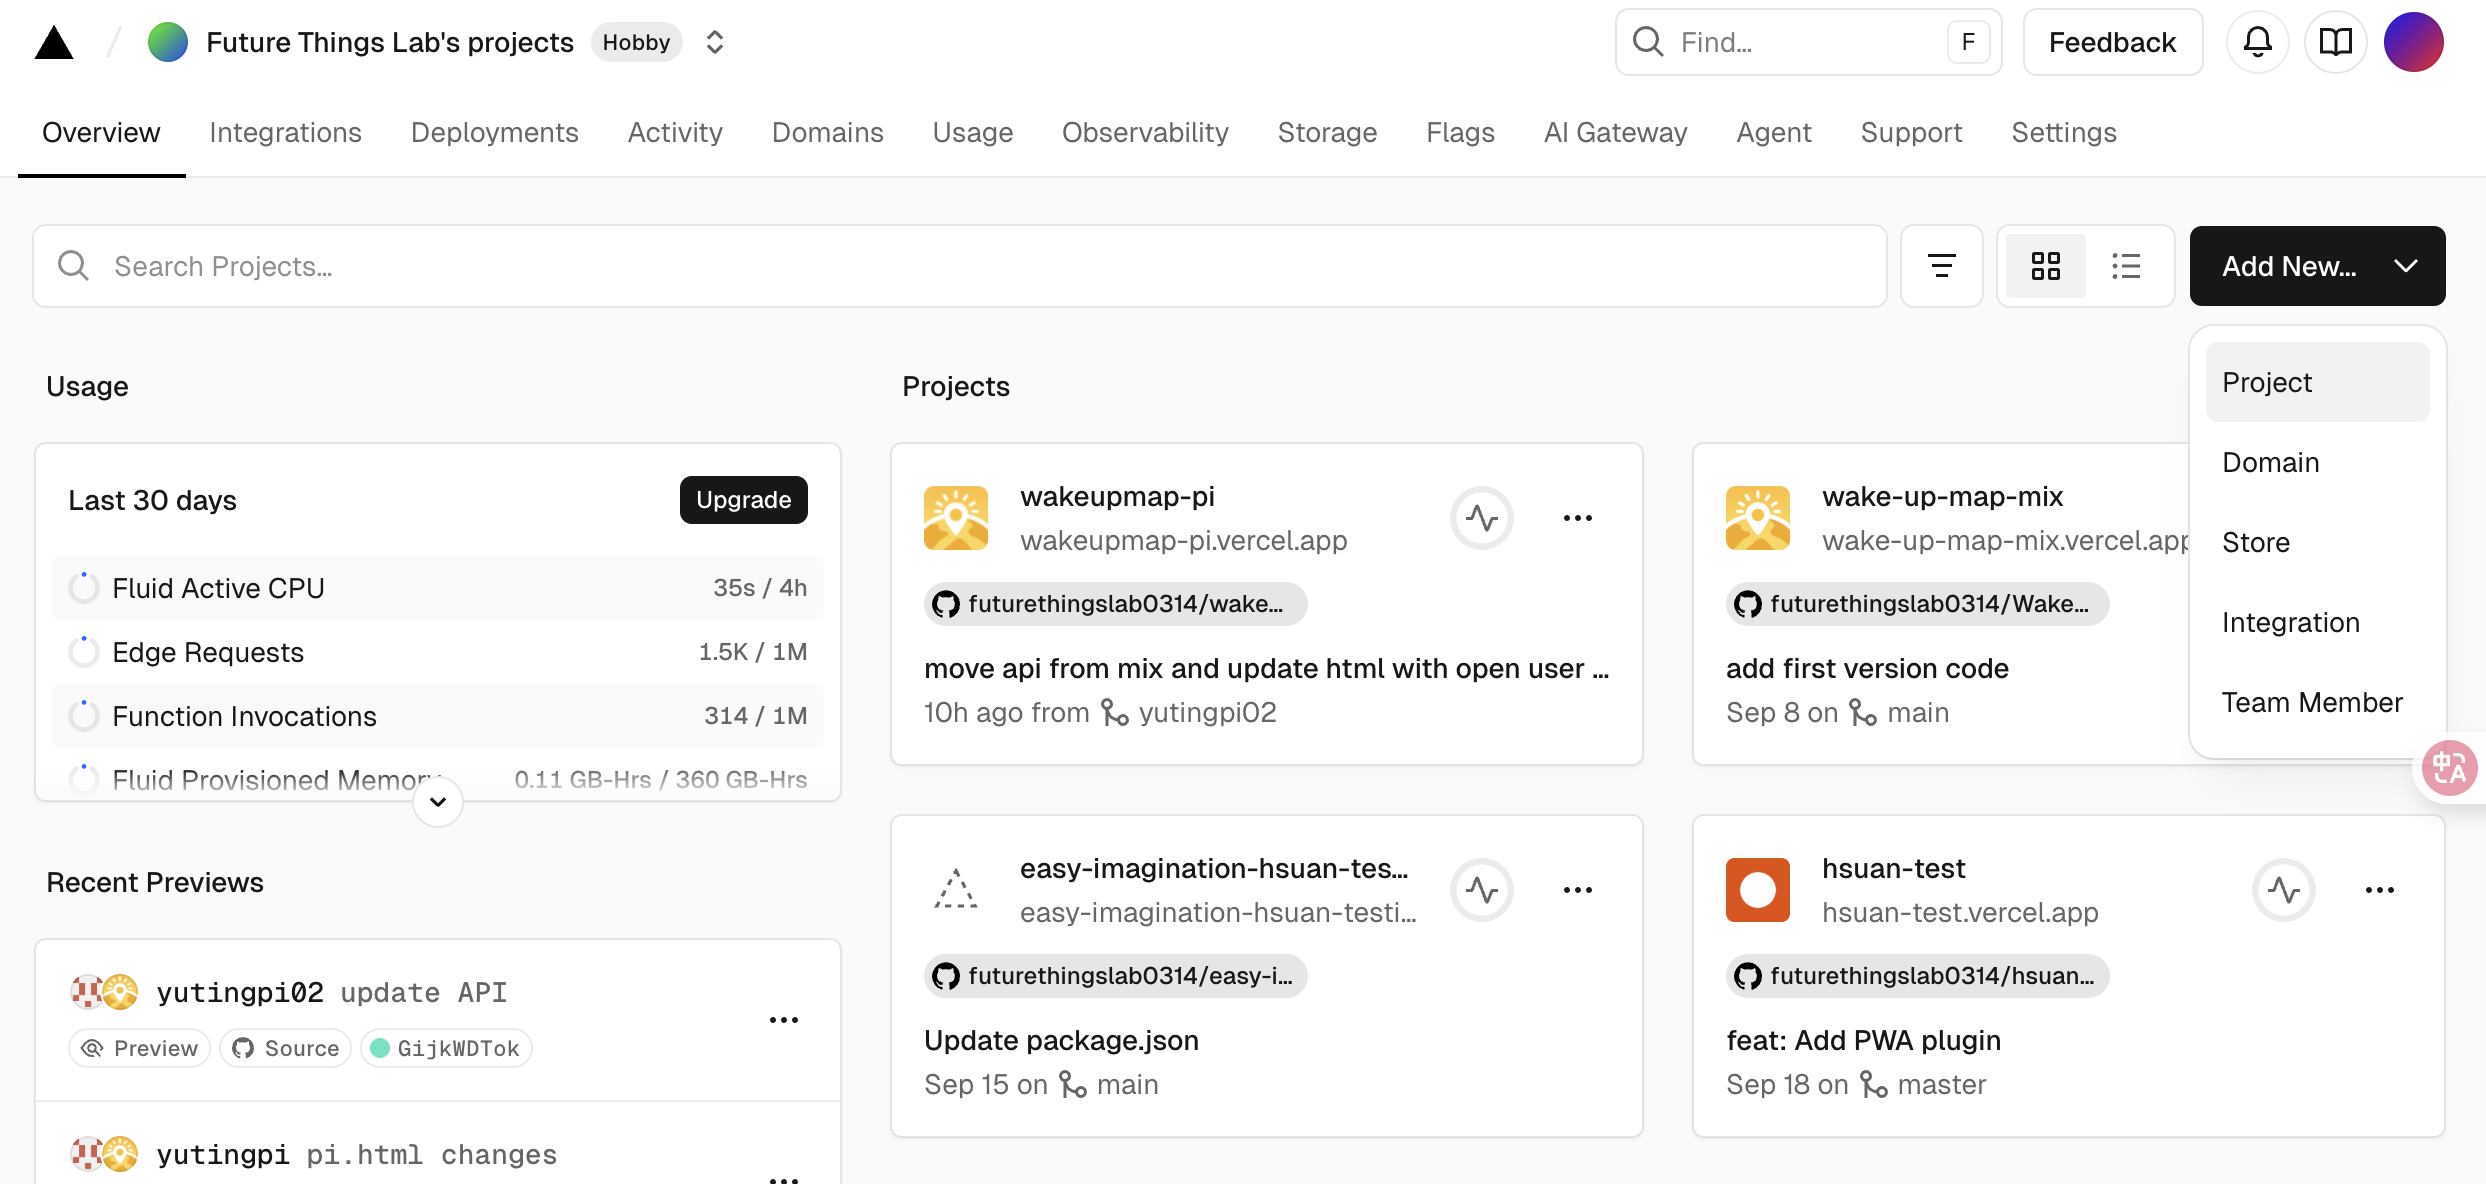 Future Things Lab's projects
Hobby
Find...
F
Feedback
Overview
Integrations
Deployments
Activity
Domains
Usage
Observability
Storage
Flags
AI Gateway
Agent
Support
Settings
Search Projects...
Add New...
Project
Domain
Store
Integration
Team Member
Usage
Last 30 days
Upgrade
Fluid Active CPU
35s / 4h
Edge Requests
1.5K / 1M
Function Invocations
314 / 1M
Fluid Provisioned Memory
0.11 GB-Hrs / 360 GB-Hrs
Recent Previews
yutingpi02 update API
Preview
Source
GijkWDTok
yutingpi pi.html changes
Projects
wakeupmap-pi
wakeupmap-pi.vercel.app
futurethingslab0314/wake...
move api from mix and update html with open user ...
10h ago from yutingpi02
wake-up-map-mix
wake-up-map-mix.vercel.app
futurethingslab0314/Wake...
add first version code
Sep 8 on main
easy-imagination-hsuan-tes...
easy-imagination-hsuan-testi...
futurethingslab0314/easy-i...
Update package.json
Sep 15 on main
hsuan-test
hsuan-test.vercel.app
futurethingslab0314/hsuan...
feat: Add PWA plugin
Sep 18 on master
中A